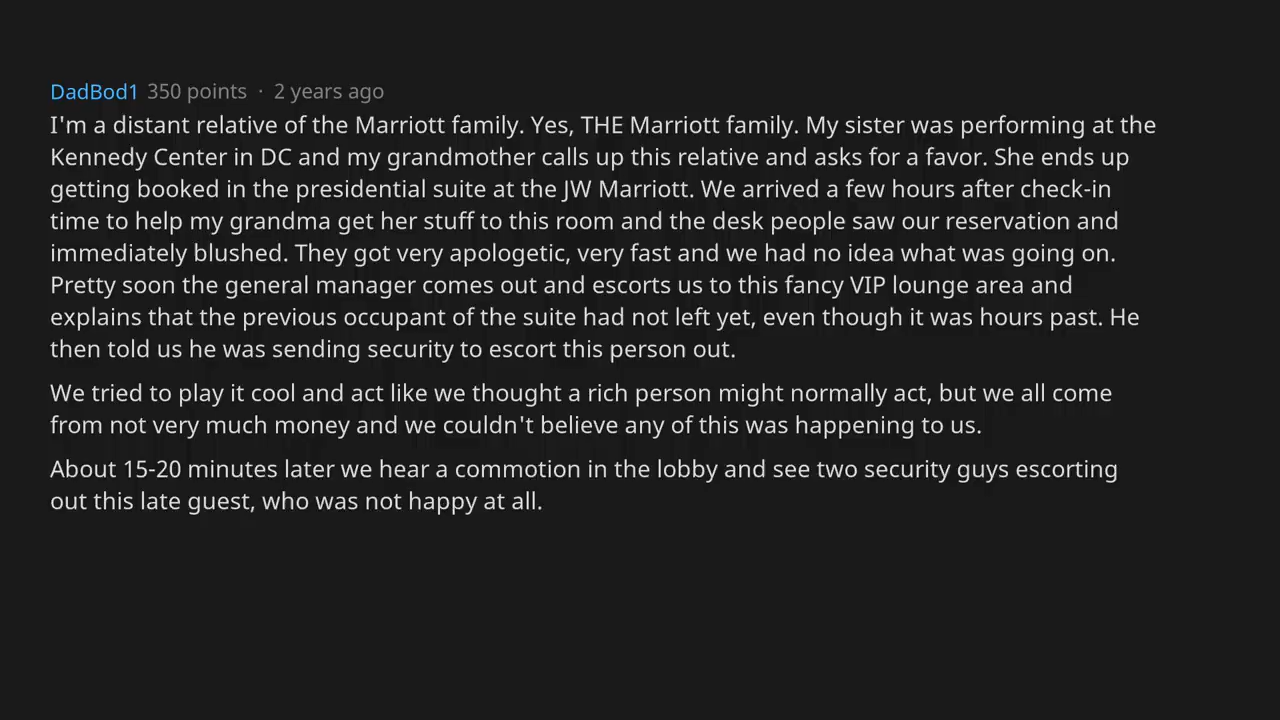 DadBod1 350 points · 2 years ago
I'm a distant relative of the Marriott family. Yes, THE Marriott family. My sister was performing at the
Kennedy Center in DC and my grandmother calls up this relative and asks for a favor. She ends up
getting booked in the presidential suite at the JW Marriott. We arrived a few hours after check-in
time to help my grandma get her stuff to this room and the desk people saw our reservation and
immediately blushed. They got very apologetic, very fast and we had no idea what was going on.
Pretty soon the general manager comes out and escorts us to this fancy VIP lounge area and
explains that the previous occupant of the suite had not left yet, even though it was hours past. He
then told us he was sending security to escort this person out.
We tried to play it cool and act like we thought a rich person might normally act, but we all come
from not very much money and we couldn't believe any of this was happening to us.
About 15-20 minutes later we hear a commotion in the lobby and see two security guys escorting
out this late guest, who was not happy at all.